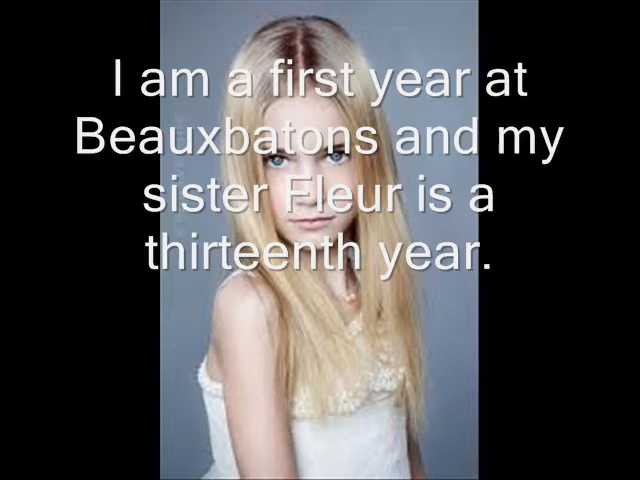 I am a first year at
Beauxbatons and my
sister Fleur is a
thirteenth year.